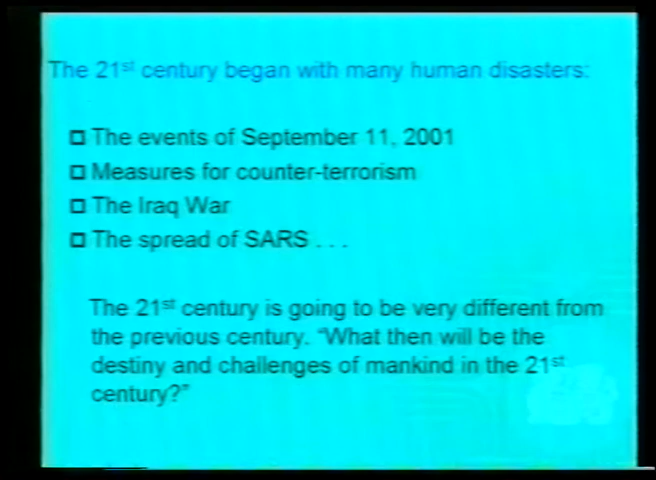 The 21st century began with many human disasters:
The events of September 11, 2001
Measures for counter-terrorism
The Iraq War
The spread of SARS . . .
The 21st century is going to be very different from
the previous century. "What then will be the
destiny and challenges of mankind in the 21st
century?"